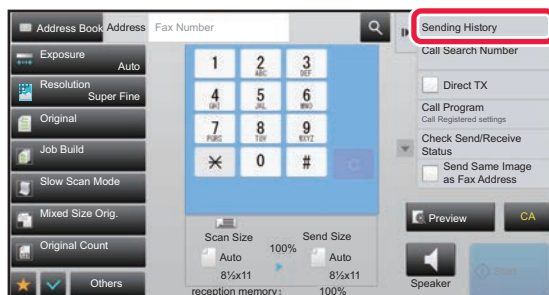 Address Book Address Fax Number
Exposure
Auto
Resolution
Super Fine
Original
Job Build
Slow Scan Mode
Mixed Size Orig.
Original Count
Others
1 2 3
ABC DEF
4 5 6
GHI JKL MNO
7 8 9
PQRS TUV WXYZ
0 #
C
Scan Size 100% Send Size
Auto Auto
8½x11 8½x11
reception memory: 100%
Sending History
Call Search Number
Direct TX
Call Program
Call Registered settings
Check Send/Receive
Status
Send Same Image
as Fax Address
Preview CA
Speaker Start